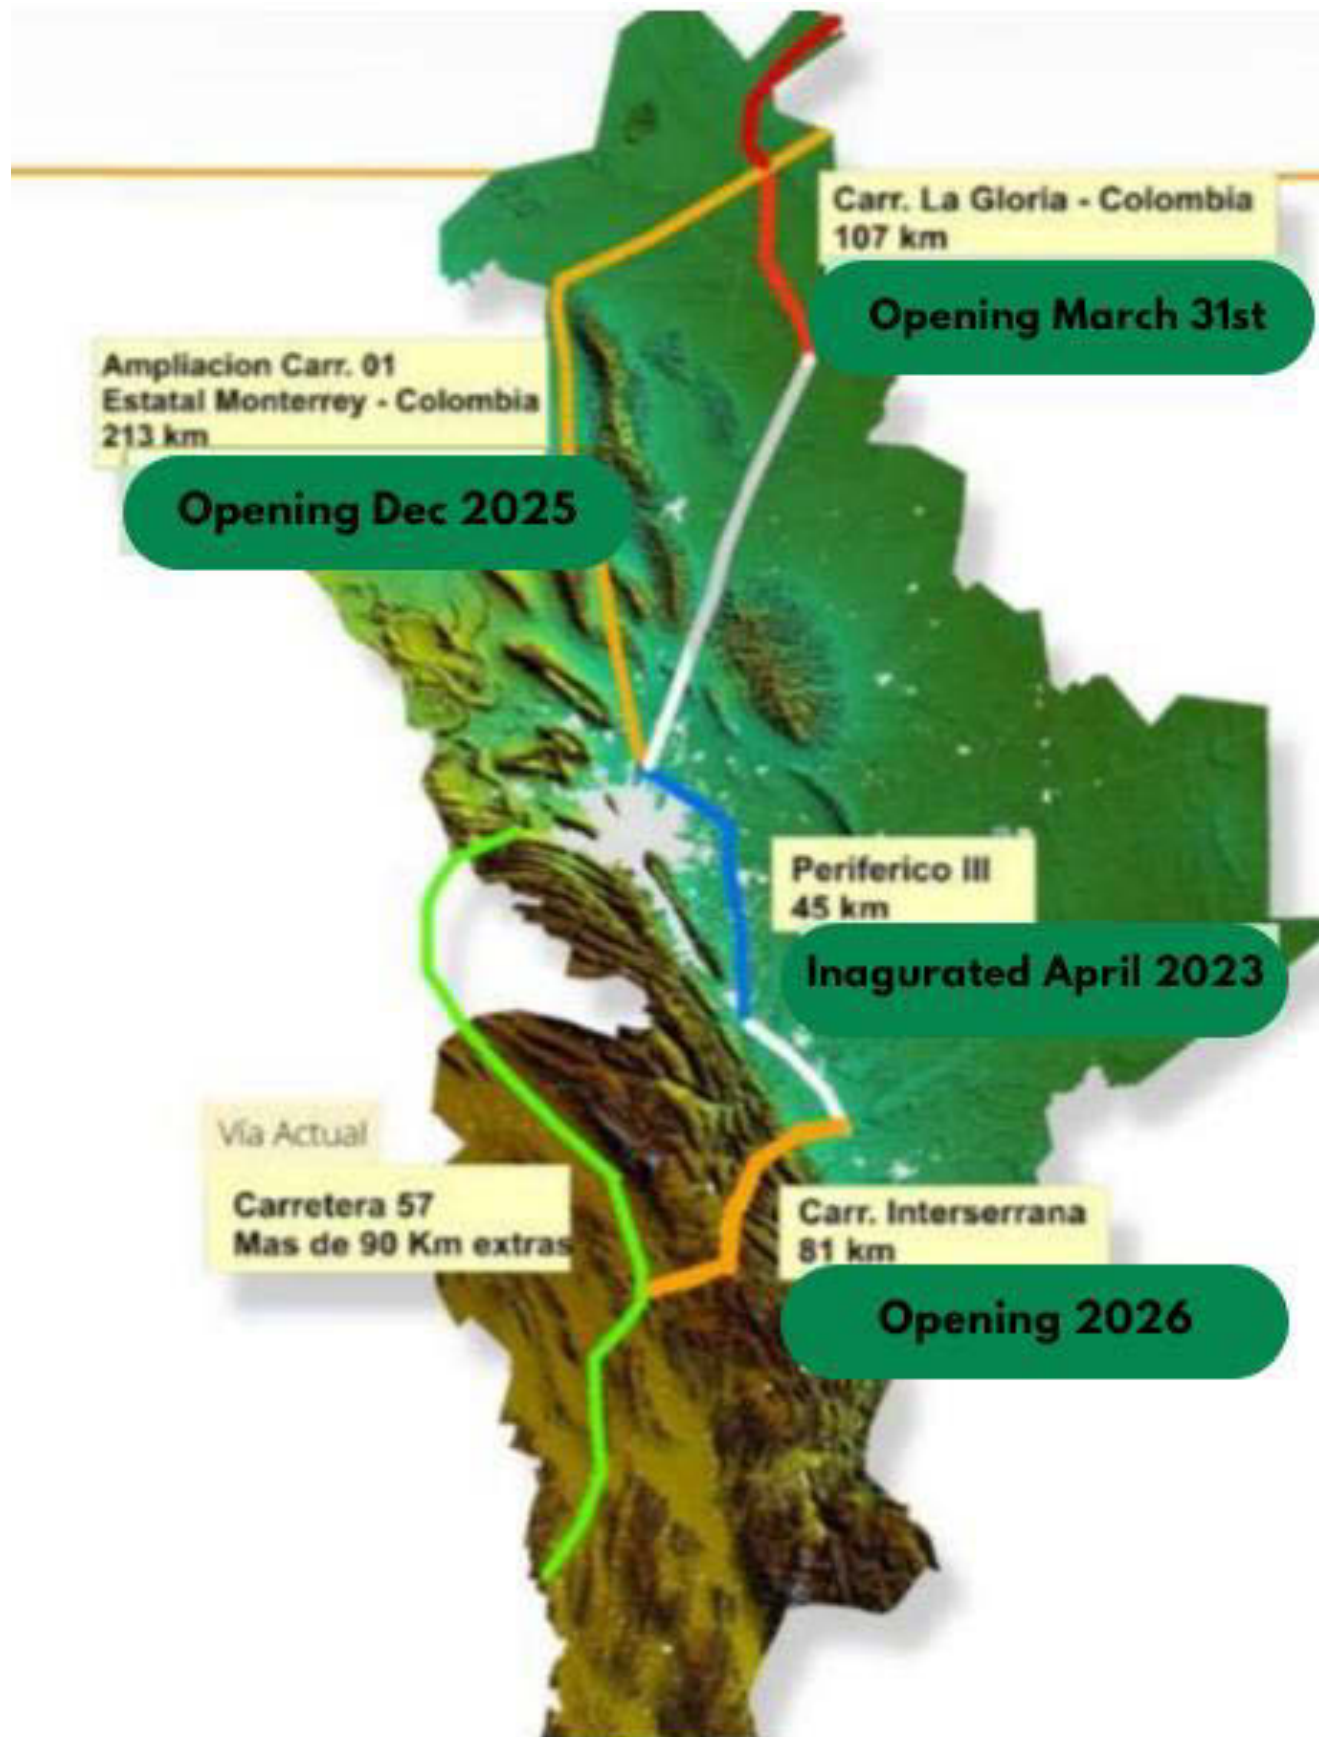 Carr. La Gloria - Colombia
107 km
Opening March 31st
Ampliacion Carr. 01
Estatal Monterrey - Colombia
213 km
Opening Dec 2025
Periferico III
45 km
Inagurated April 2023
Vía Actual
Carretera 57
Mas de 90 Km extras
Carr. Interserrana
81 km
Opening 2026